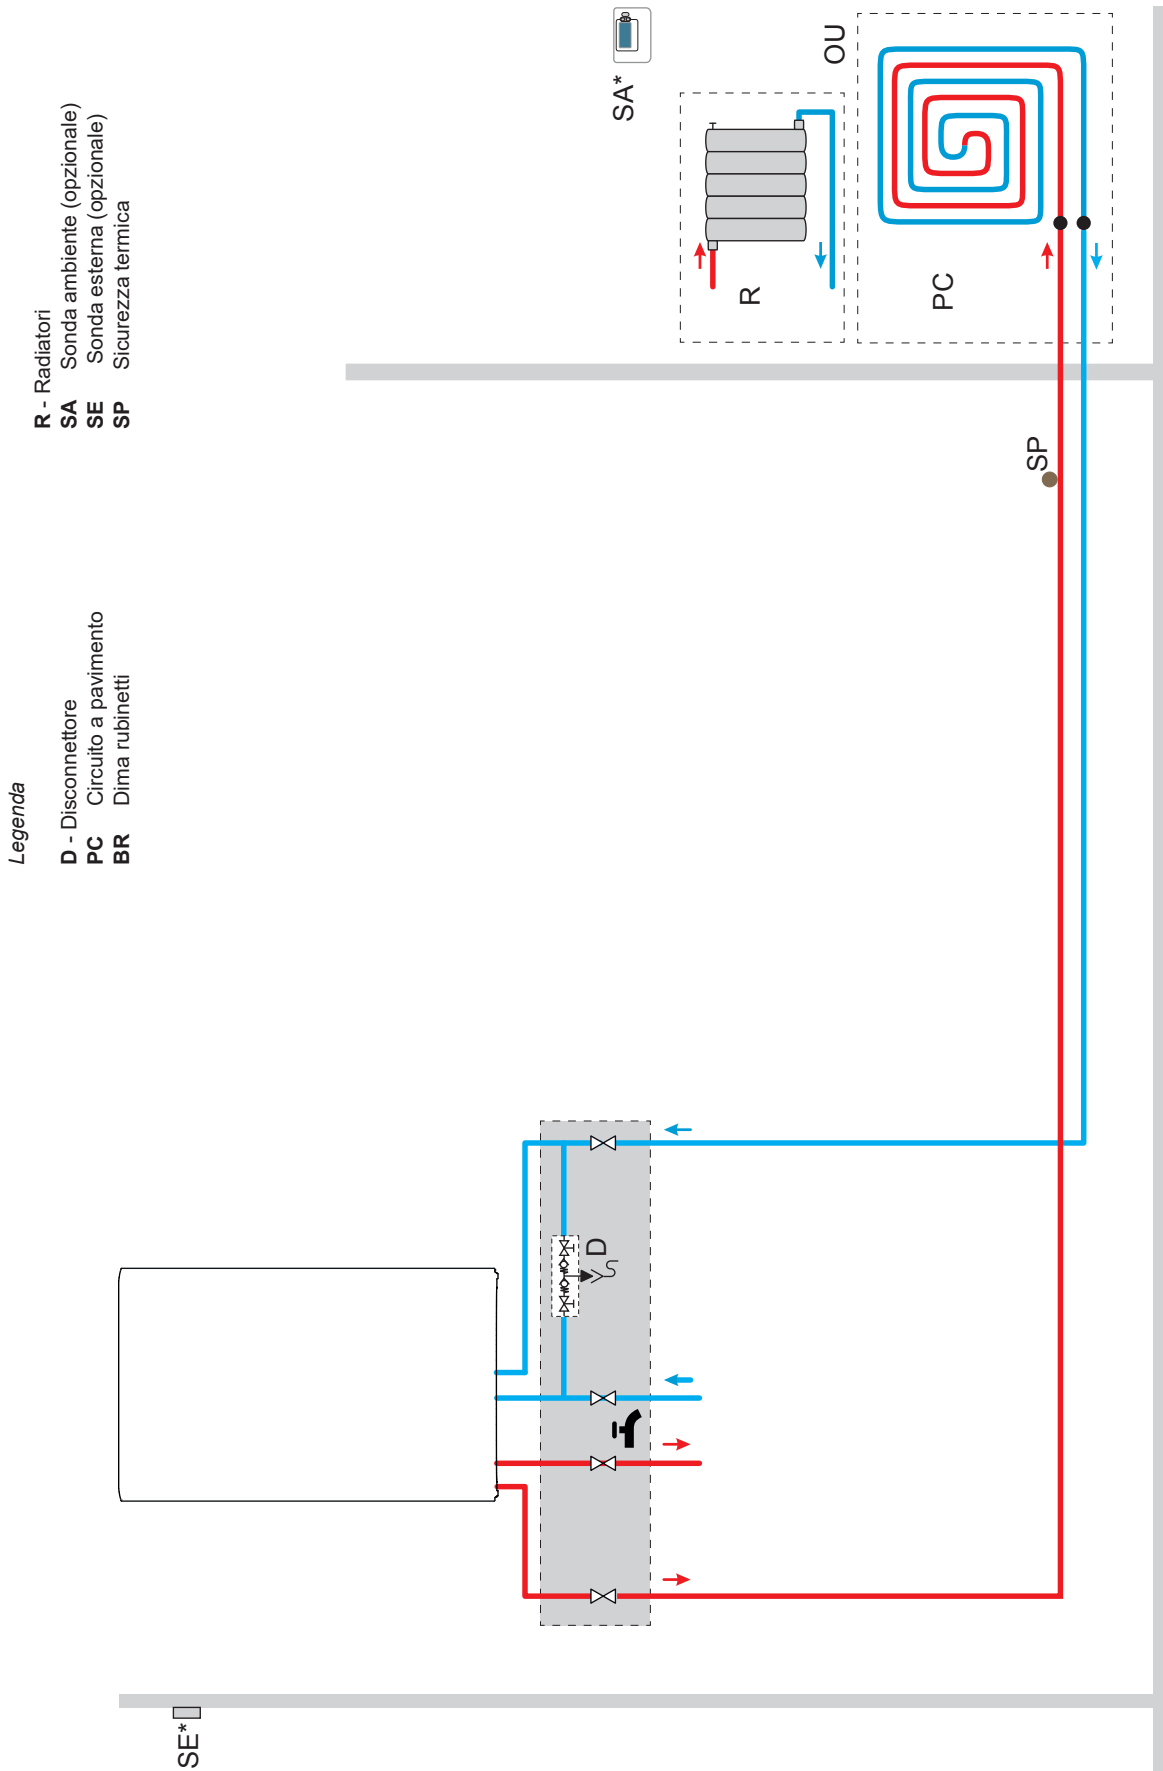 Legenda
D - Disconnettore
PC Circuito a pavimento
BR Dima rubinetti
R - Radiatori
SA Sonda ambiente (opzionale)
SE Sonda esterna (opzionale)
SP Sicurezza termica
SE*
D
SP
SA*
R
OU
PC